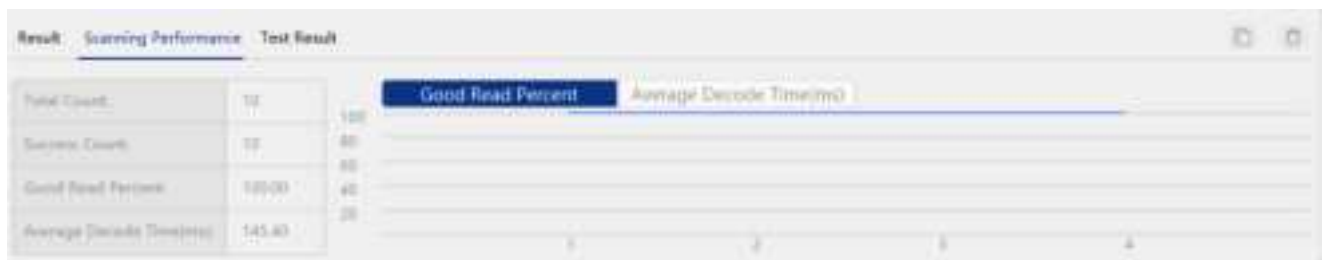 Result Scanning Performance Test Result
Total Count: 10
Success Count: 10
Good Read Percent: 100.00
Average Decode Time(ms): 145.40
Good Read Percent Average Decode Time(ms)
100
80
60
40
20
1 2 3 4